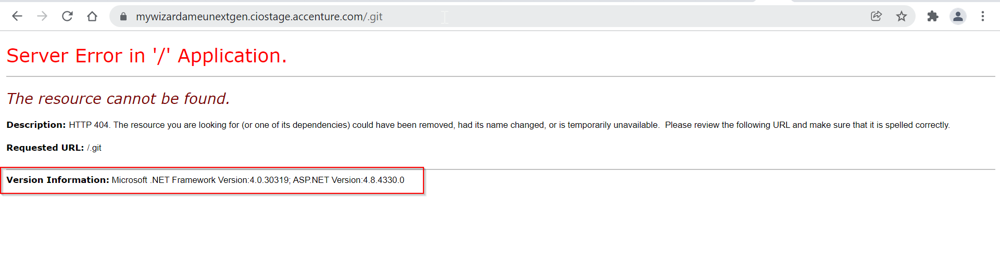 mywizardameunextgen.ciostage.accenture.com/.git
Server Error in '/' Application.
The resource cannot be found.
Description: HTTP 404. The resource you are looking for (or one of its dependencies) could have been removed, had its name changed, or is temporarily unavailable.  Please review the following URL and make sure that it is spelled correctly.
Requested URL: /.git
Version Information: Microsoft .NET Framework Version:4.0.30319; ASP.NET Version:4.8.4330.0